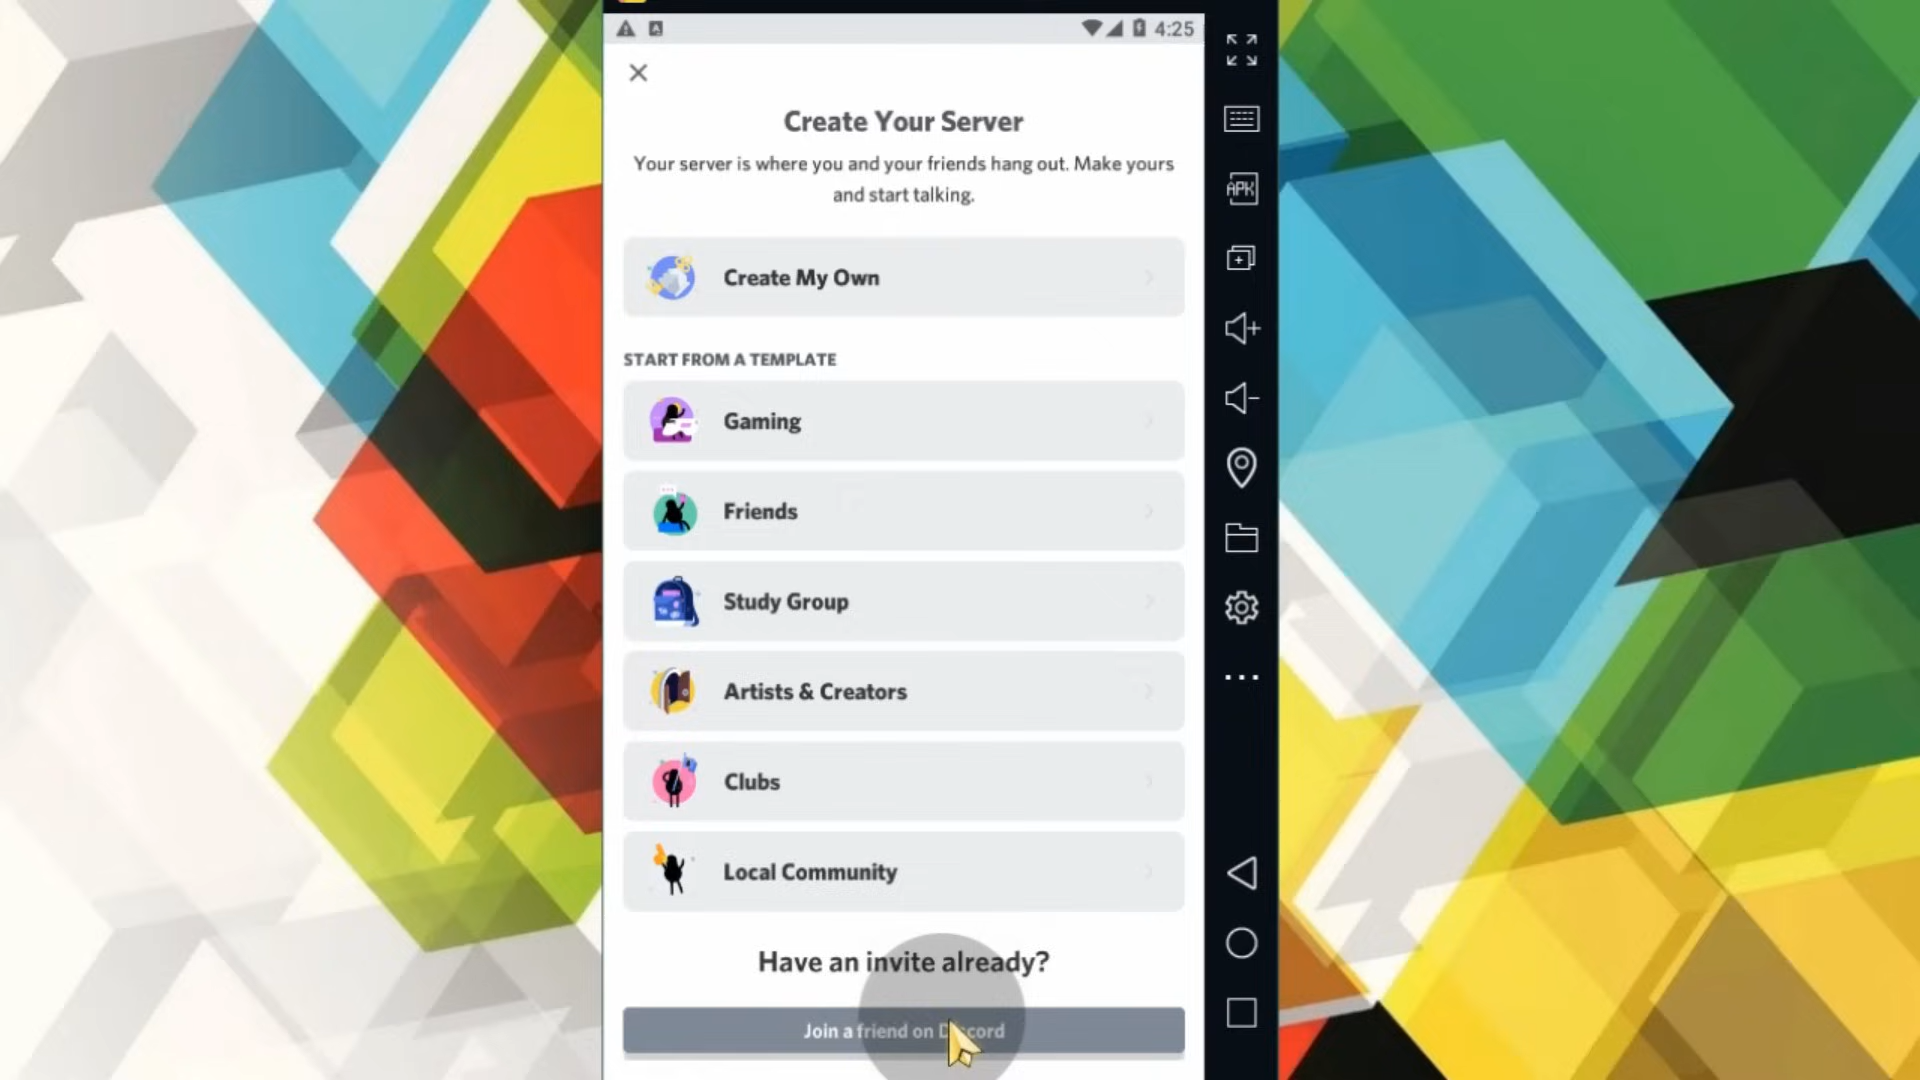 4:25
Create Your Server
Your server is where you and your friends hang out. Make yours
and start talking.
Create My Own
START FROM A TEMPLATE
Gaming
Friends
Study Group
Artists & Creators
Clubs
Local Community
Have an invite already?
Join a friend on Discord
APK